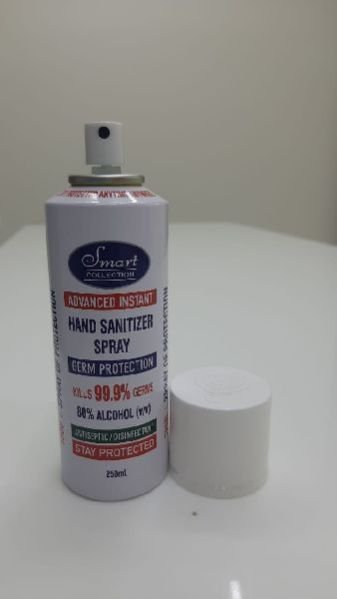 Smart
COLLECTION
ADVANCED INSTANT
HAND SANITIZER
SPRAY
GERM PROTECTION
KILLS 99.9% GERMS
80% ALCOHOL (v/v)
ANTISEPTIC / DISINFECTION
STAY PROTECTED
250mL